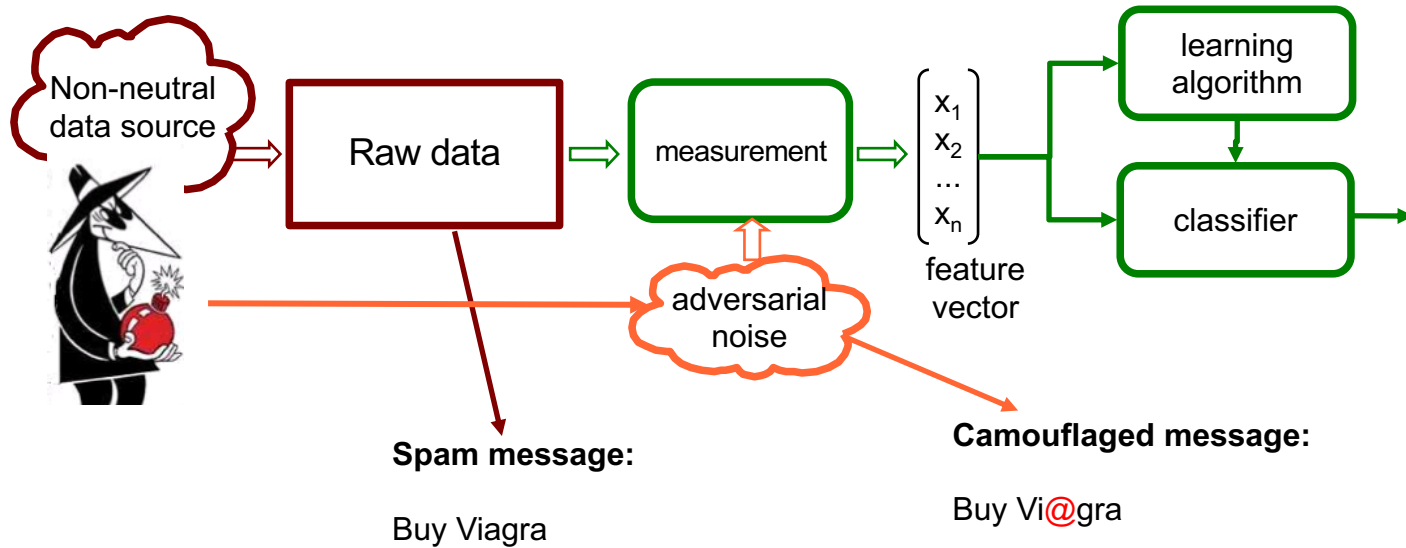 Non-neutral
data source
Raw data
measurement
x₁
x₂
...
xₙ
feature
vector
learning
algorithm
classifier
adversarial
noise
Spam message:
Buy Viagra
Camouflaged message:
Buy Vi@gra